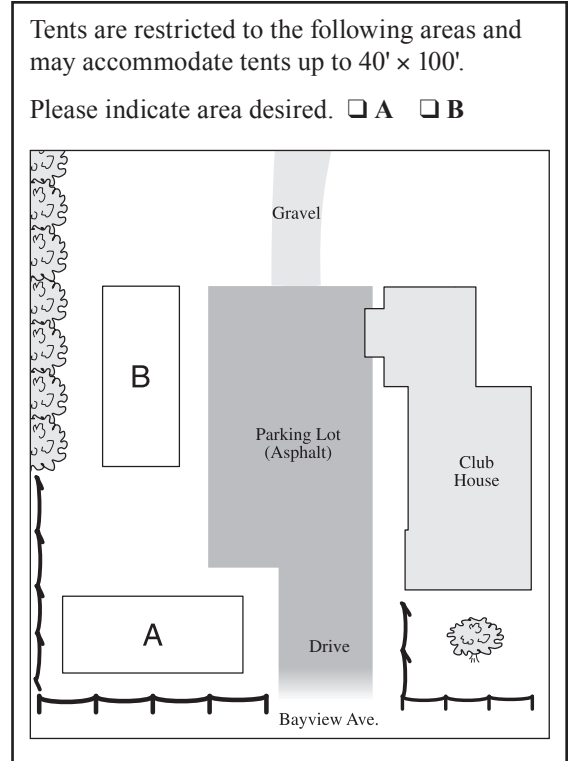 Tents are restricted to the following areas and
may accommodate tents up to 40' × 100'.
Please indicate area desired. ❏ A ❏ B
Gravel
B
Parking Lot
(Asphalt)
Club
House
A
Drive
Bayview Ave.